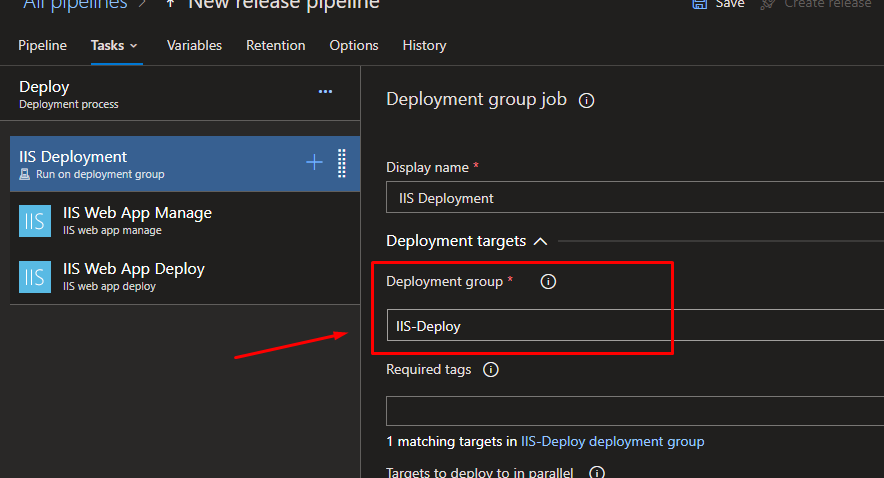 All pipelines > New release pipeline
Save Create release
Pipeline Tasks Variables Retention Options History
Deploy
Deployment process
Deployment group job
IIS Deployment
Run on deployment group
Display name *
IIS Deployment
IIS IIS Web App Manage
IIS web app manage
Deployment targets
IIS IIS Web App Deploy
IIS web app deploy
Deployment group *
IIS-Deploy
Required tags
1 matching targets in IIS-Deploy deployment group
Targets to deploy to in parallel